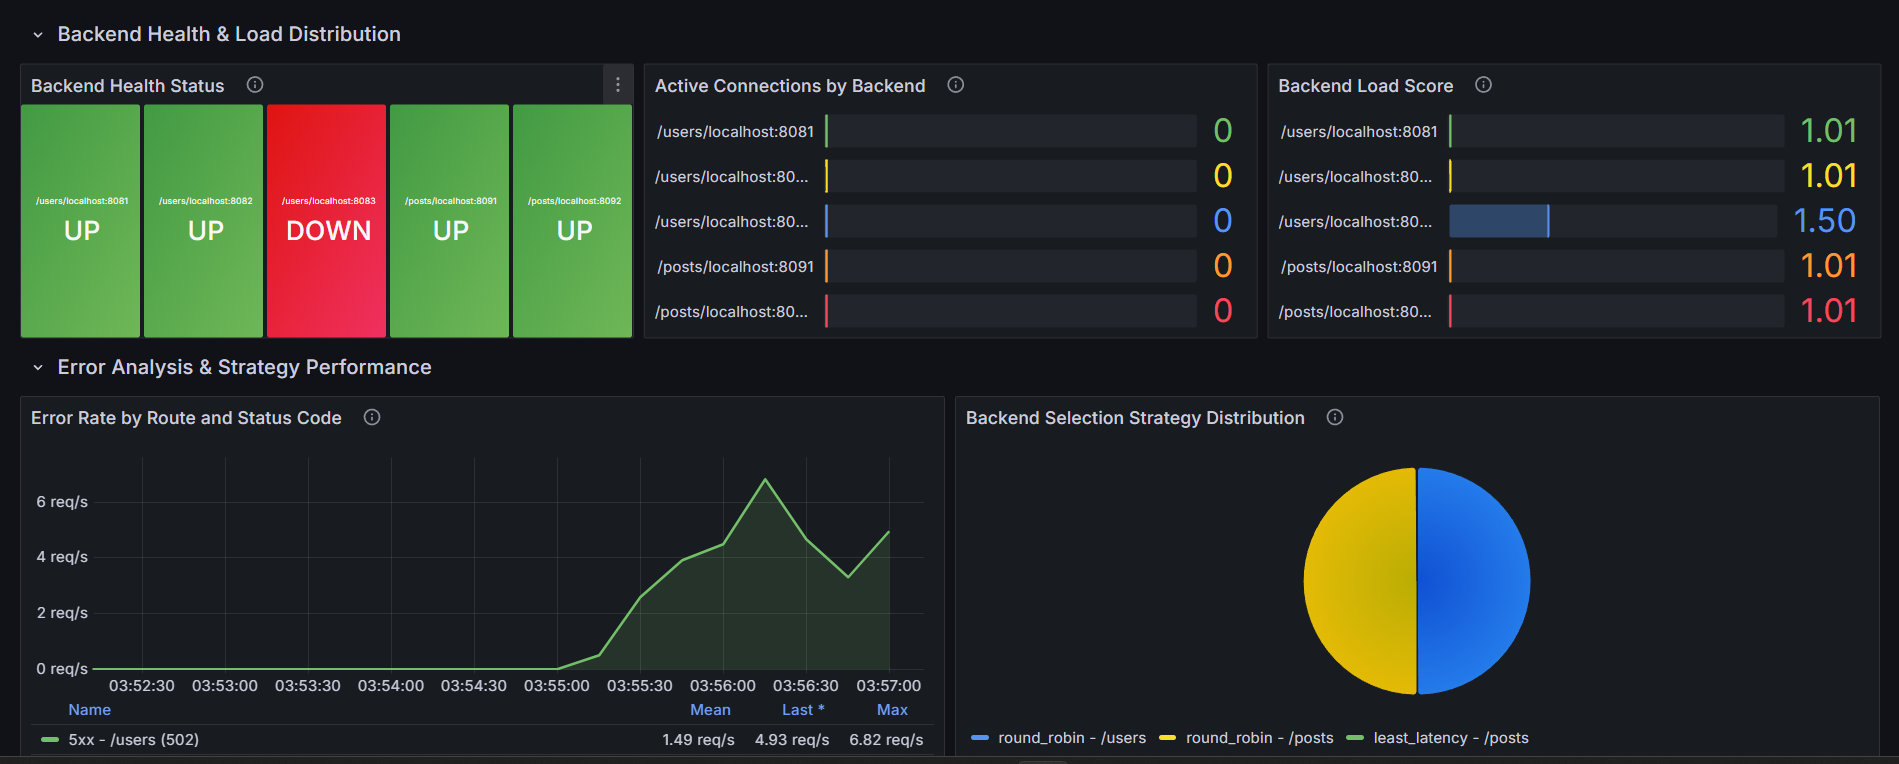 Backend Health & Load Distribution
Backend Health Status
/users/localhost:8081
UP
/users/localhost:8082
UP
/users/localhost:8083
DOWN
/posts/localhost:8091
UP
/posts/localhost:8092
UP
Active Connections by Backend
/users/localhost:8081 0
/users/localhost:80... 0
/users/localhost:80... 0
/posts/localhost:8091 0
/posts/localhost:80... 0
Backend Load Score
/users/localhost:8081 1.01
/users/localhost:80... 1.01
/users/localhost:80... 1.50
/posts/localhost:8091 1.01
/posts/localhost:80... 1.01
Error Analysis & Strategy Performance
Error Rate by Route and Status Code
6 req/s
4 req/s
2 req/s
0 req/s
03:52:30 03:53:00 03:53:30 03:54:00 03:54:30 03:55:00 03:55:30 03:56:00 03:56:30 03:57:00
Name Mean Last * Max
5xx - /users (502) 1.49 req/s 4.93 req/s 6.82 req/s
Backend Selection Strategy Distribution
round_robin - /users round_robin - /posts least_latency - /posts